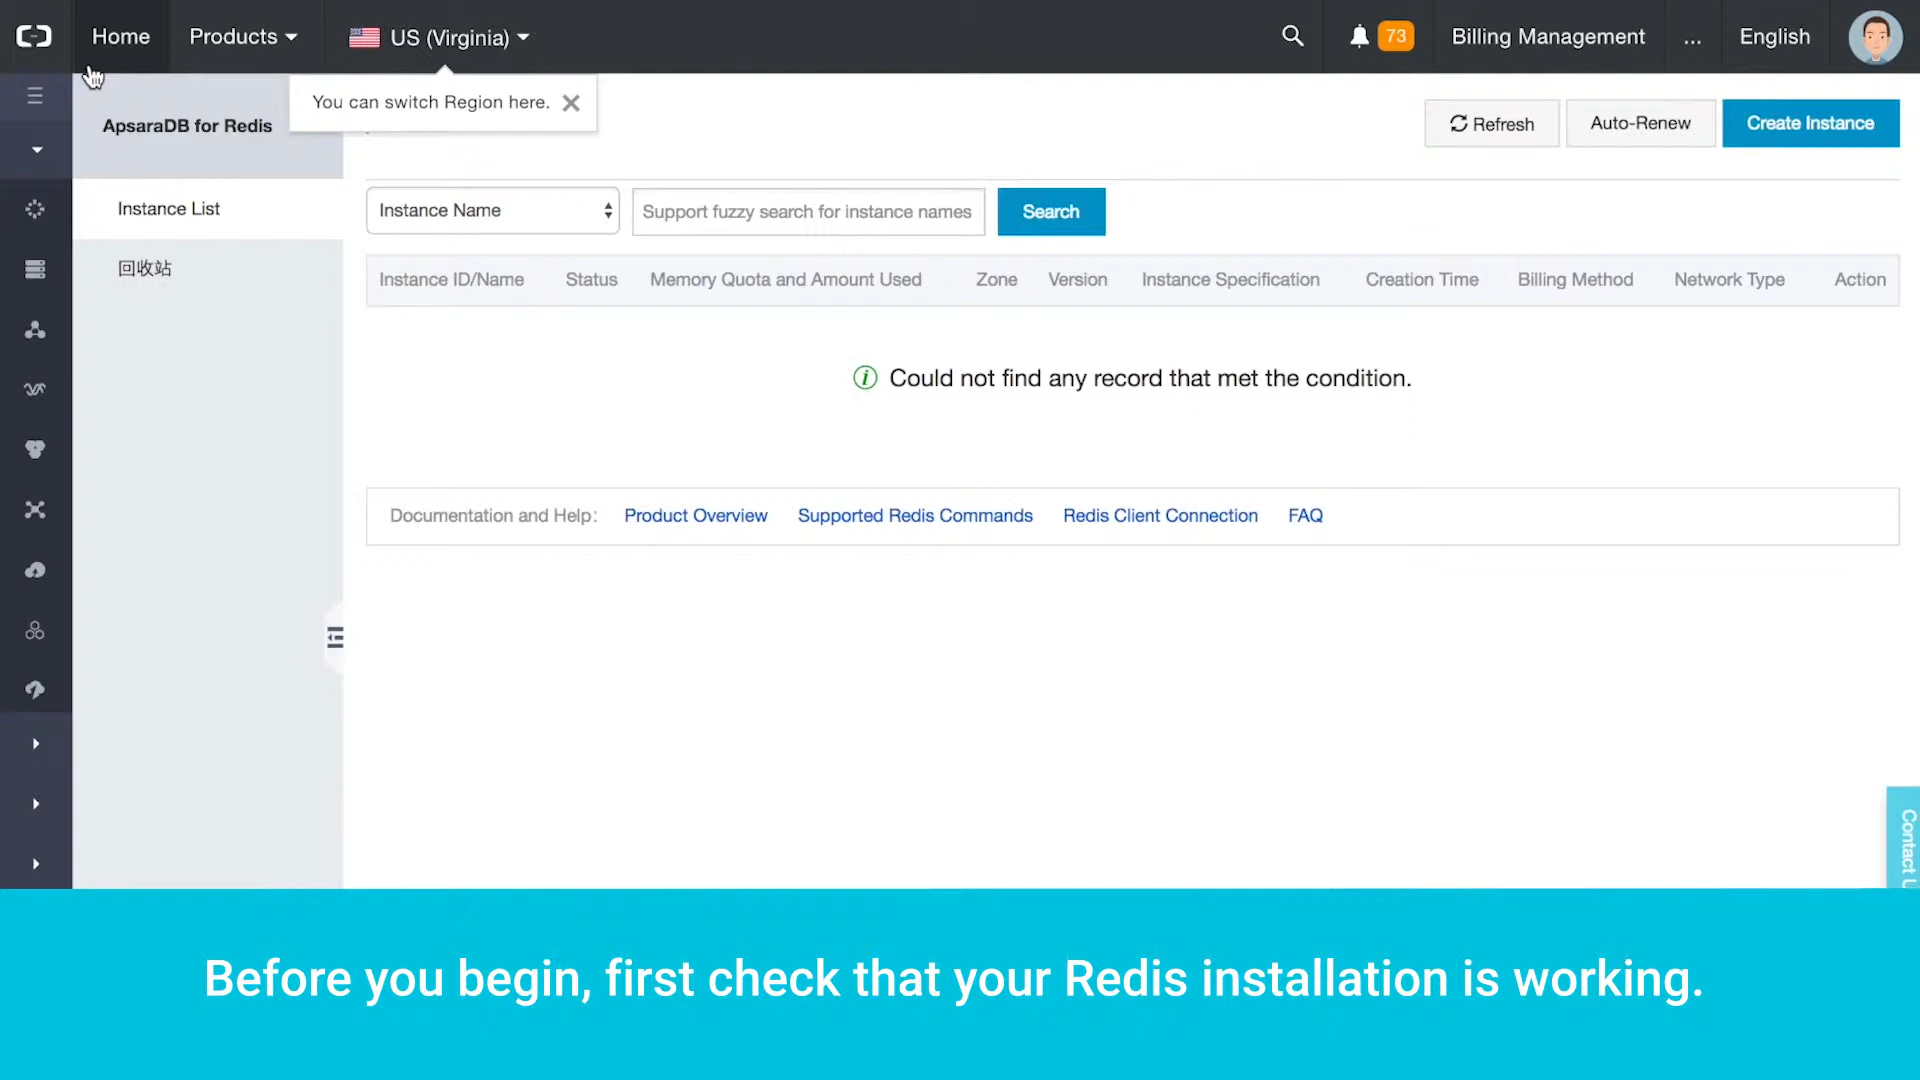 Home
Products
US (Virginia)
73
Billing Management
...
English
You can switch Region here.
ApsaraDB for Redis
Refresh
Auto-Renew
Create Instance
Instance List
回收站
Instance Name
Support fuzzy search for instance names
Search
Instance ID/Name Status Memory Quota and Amount Used Zone Version Instance Specification Creation Time Billing Method Network Type Action
Could not find any record that met the condition.
Documentation and Help: Product Overview Supported Redis Commands Redis Client Connection FAQ
Contact U
Before you begin, first check that your Redis installation is working.